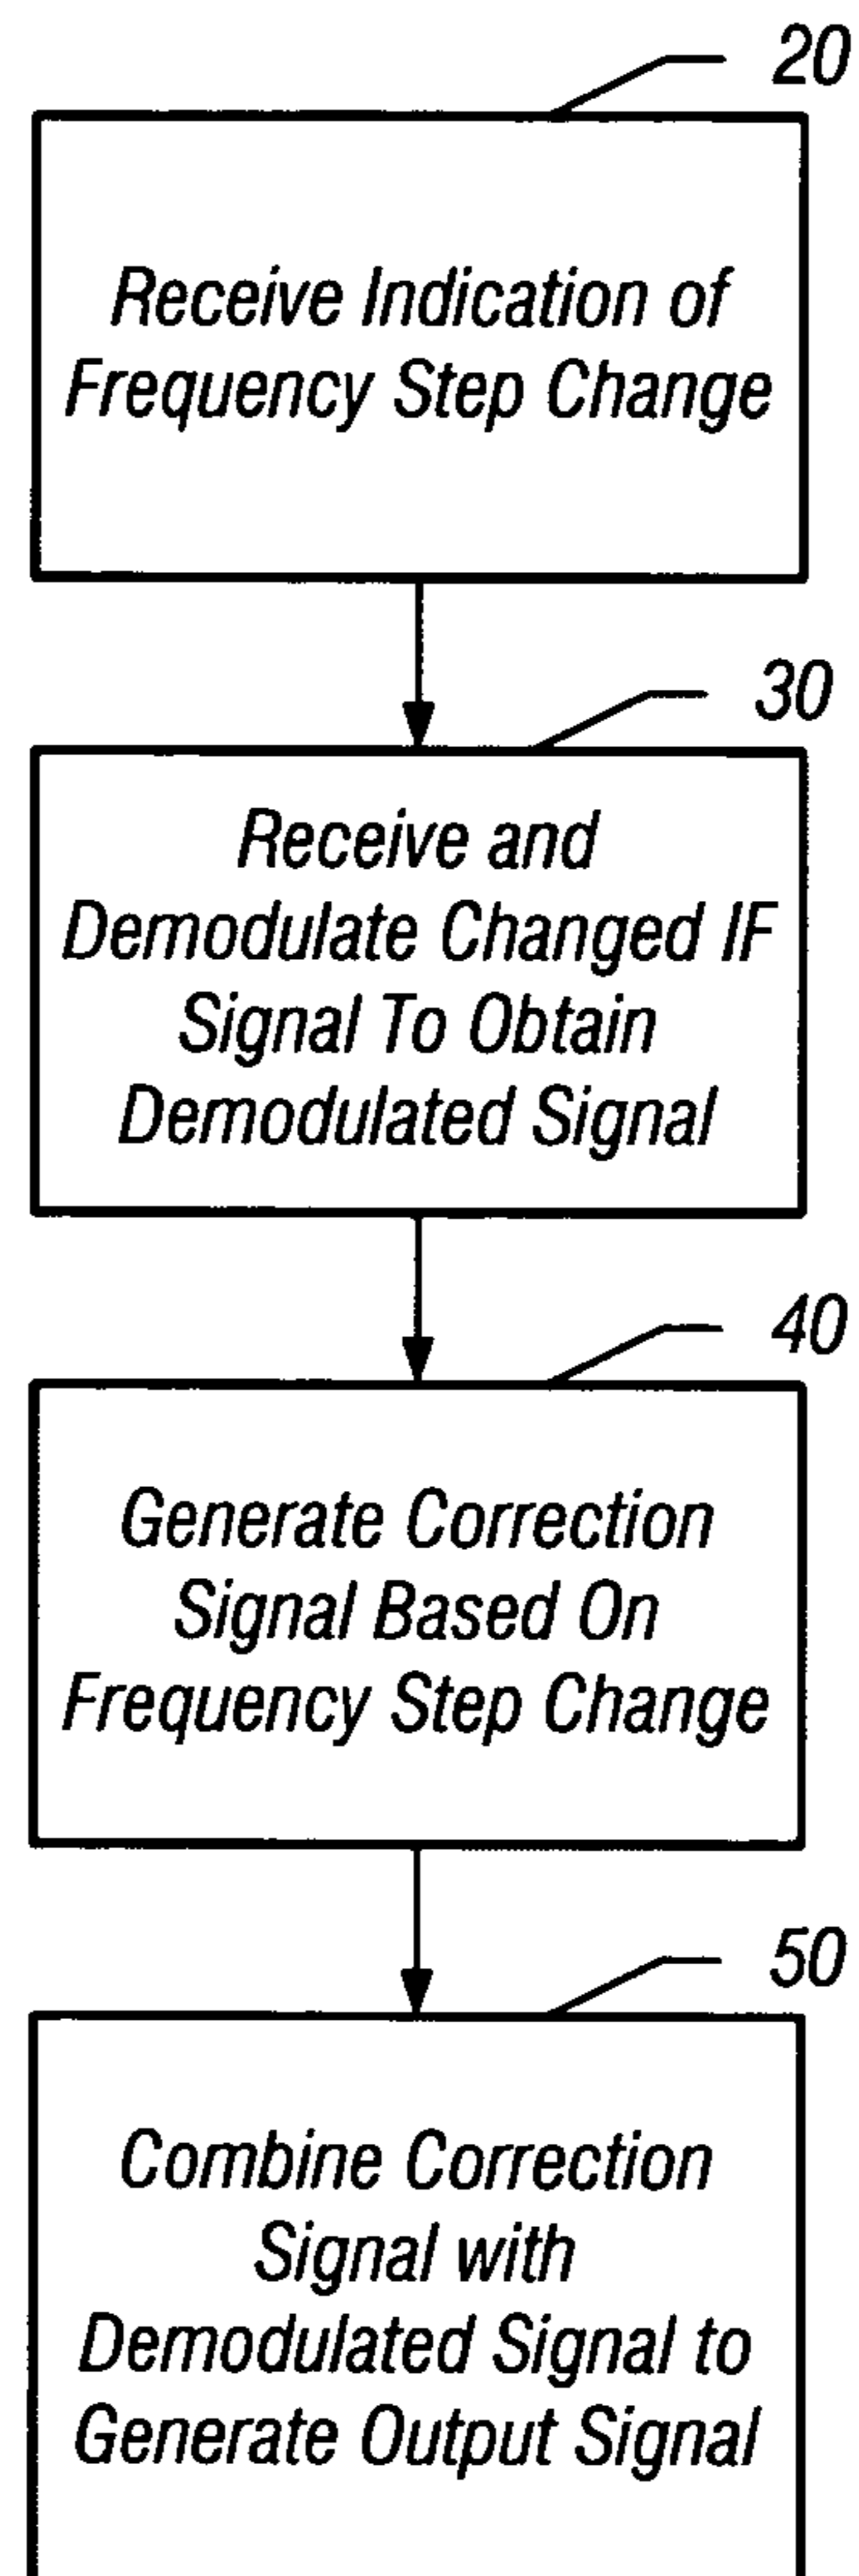 20
Receive Indication of
Frequency Step Change
30
Receive and
Demodulate Changed IF
Signal To Obtain
Demodulated Signal
40
Generate Correction
Signal Based On
Frequency Step Change
50
Combine Correction
Signal with
Demodulated Signal to
Generate Output Signal